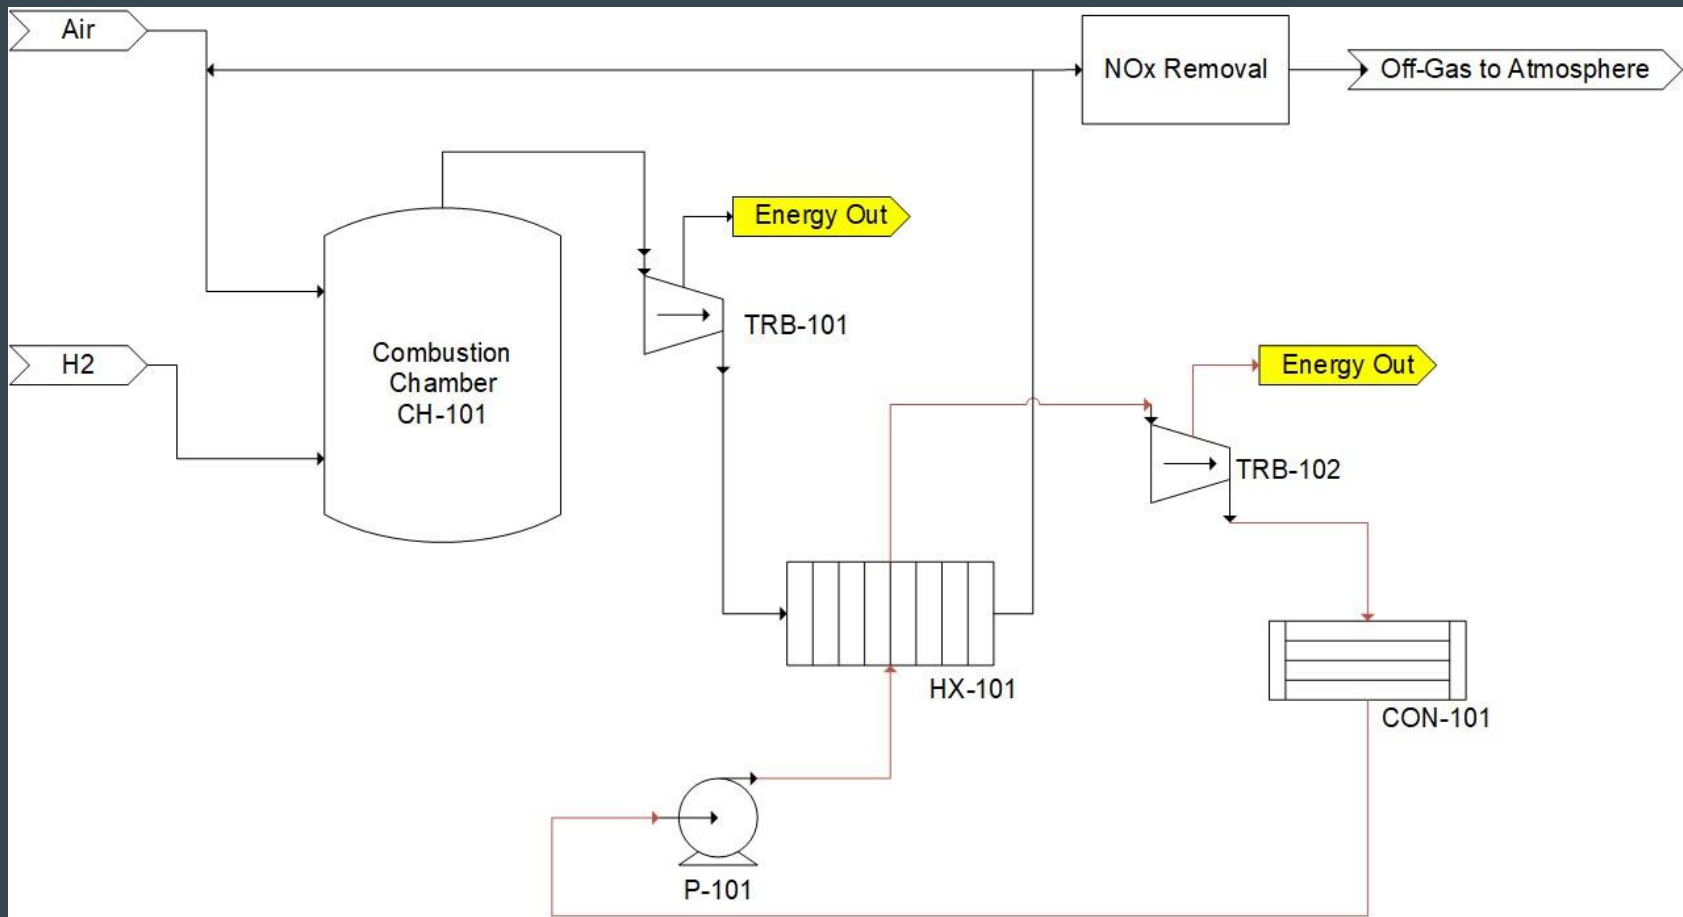 Air
NOx Removal
Off-Gas to Atmosphere
Energy Out
TRB-101
H2
Combustion
Chamber
CH-101
Energy Out
TRB-102
HX-101
CON-101
P-101